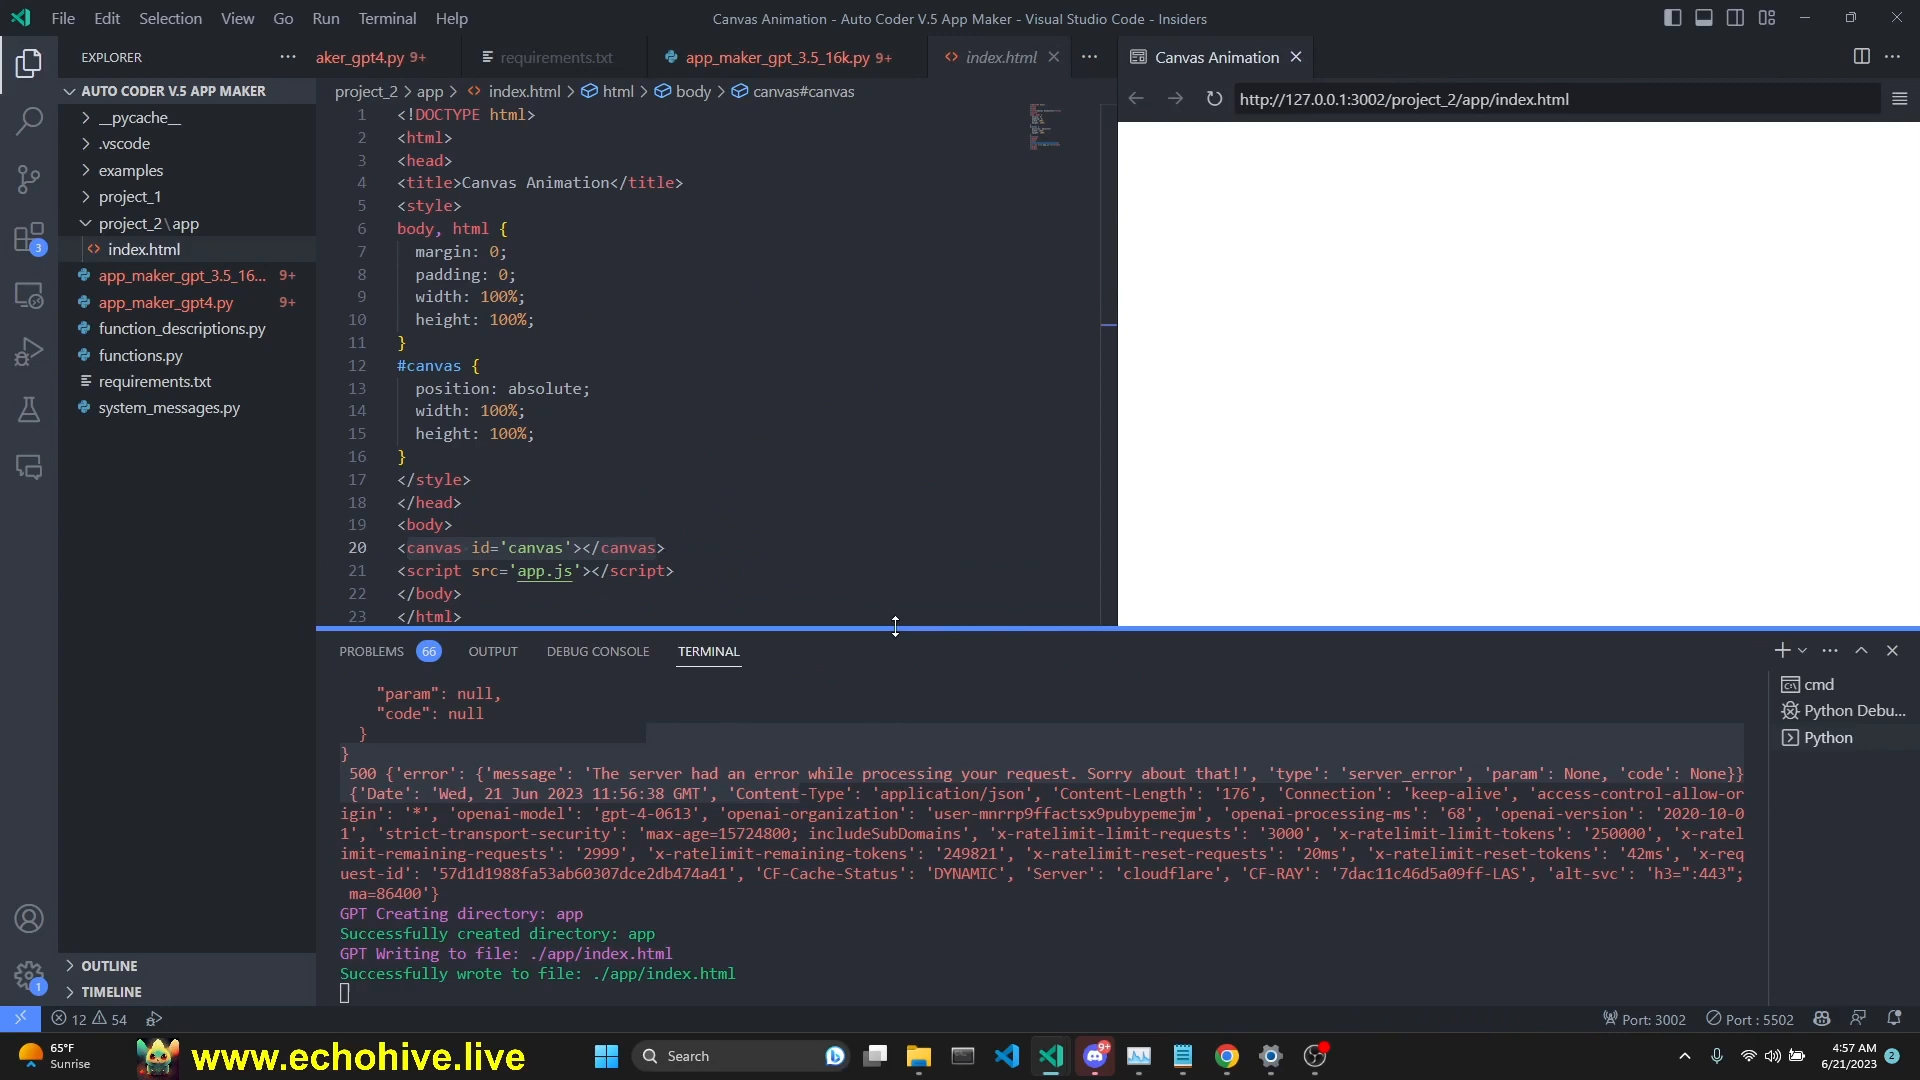 File Edit Selection View Go Run Terminal Help
Canvas Animation - Auto Coder V.5 App Maker - Visual Studio Code - Insiders
EXPLORER
aker_gpt4.py 9+
requirements.txt
app_maker_gpt_3.5_16k.py 9+
index.html
Canvas Animation
AUTO CODER V.5 APP MAKER
__pycache__
.vscode
examples
project_1
project_2\app
index.html
app_maker_gpt_3.5_16... 9+
app_maker_gpt4.py 9+
function_descriptions.py
functions.py
requirements.txt
system_messages.py
OUTLINE
TIMELINE
3
1
project_2 > app > index.html > html > body > canvas#canvas
1 <!DOCTYPE html>
2 <html>
3 <head>
4 <title>Canvas Animation</title>
5 <style>
6 body, html {
7 margin: 0;
8 padding: 0;
9 width: 100%;
10 height: 100%;
11 }
12 #canvas {
13 position: absolute;
14 width: 100%;
15 height: 100%;
16 }
17 </style>
18 </head>
19 <body>
20 <canvas id='canvas'></canvas>
21 <script src='app.js'></script>
22 </body>
23 </html>
http://127.0.0.1:3002/project_2/app/index.html
PROBLEMS 66 OUTPUT DEBUG CONSOLE TERMINAL
"param": null,
"code": null
}
}
500 {'error': {'message': 'The server had an error while processing your request. Sorry about that!', 'type': 'server_error', 'param': None, 'code': None}}
{'Date': 'Wed, 21 Jun 2023 11:56:38 GMT', 'Content-Type': 'application/json', 'Content-Length': '176', 'Connection': 'keep-alive', 'access-control-allow-or
igin': '*', 'openai-model': 'gpt-4-0613', 'openai-organization': 'user-mnrrp9ffactsx9pubypemejm', 'openai-processing-ms': '68', 'openai-version': '2020-10-0
1', 'strict-transport-security': 'max-age=15724800; includeSubDomains', 'x-ratelimit-limit-requests': '3000', 'x-ratelimit-limit-tokens': '250000', 'x-ratel
imit-remaining-requests': '2999', 'x-ratelimit-remaining-tokens': '249821', 'x-ratelimit-reset-requests': '20ms', 'x-ratelimit-reset-tokens': '42ms', 'x-req
uest-id': '57d1d1988fa53ab60307dce2db474a41', 'CF-Cache-Status': 'DYNAMIC', 'Server': 'cloudflare', 'CF-RAY': '7dac11c46d5a09ff-LAS', 'alt-svc': 'h3=":443";
ma=86400'}
GPT Creating directory: app
Successfully created directory: app
GPT Writing to file: ./app/index.html
Successfully wrote to file: ./app/index.html
cmd
Python Debu...
Python
12 54
Port: 3002
Port : 5502
65°F
Sunrise
www.echohive.live
Search
9+
4:57 AM
6/21/2023
2